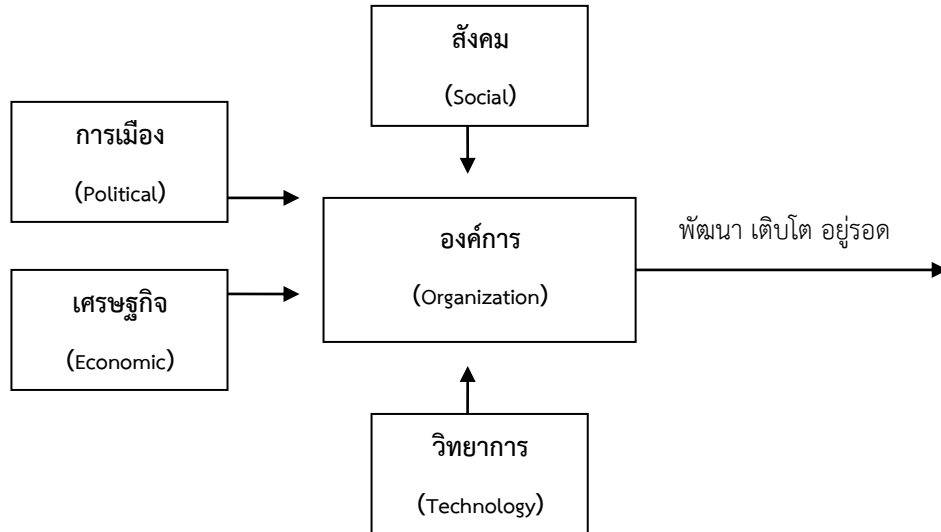 สังคม
(Social)
การเมือง
(Political)
องค์การ
(Organization)
พัฒนา เติบโต อยู่รอด
เศรษฐกิจ
(Economic)
วิทยาการ
(Technology)